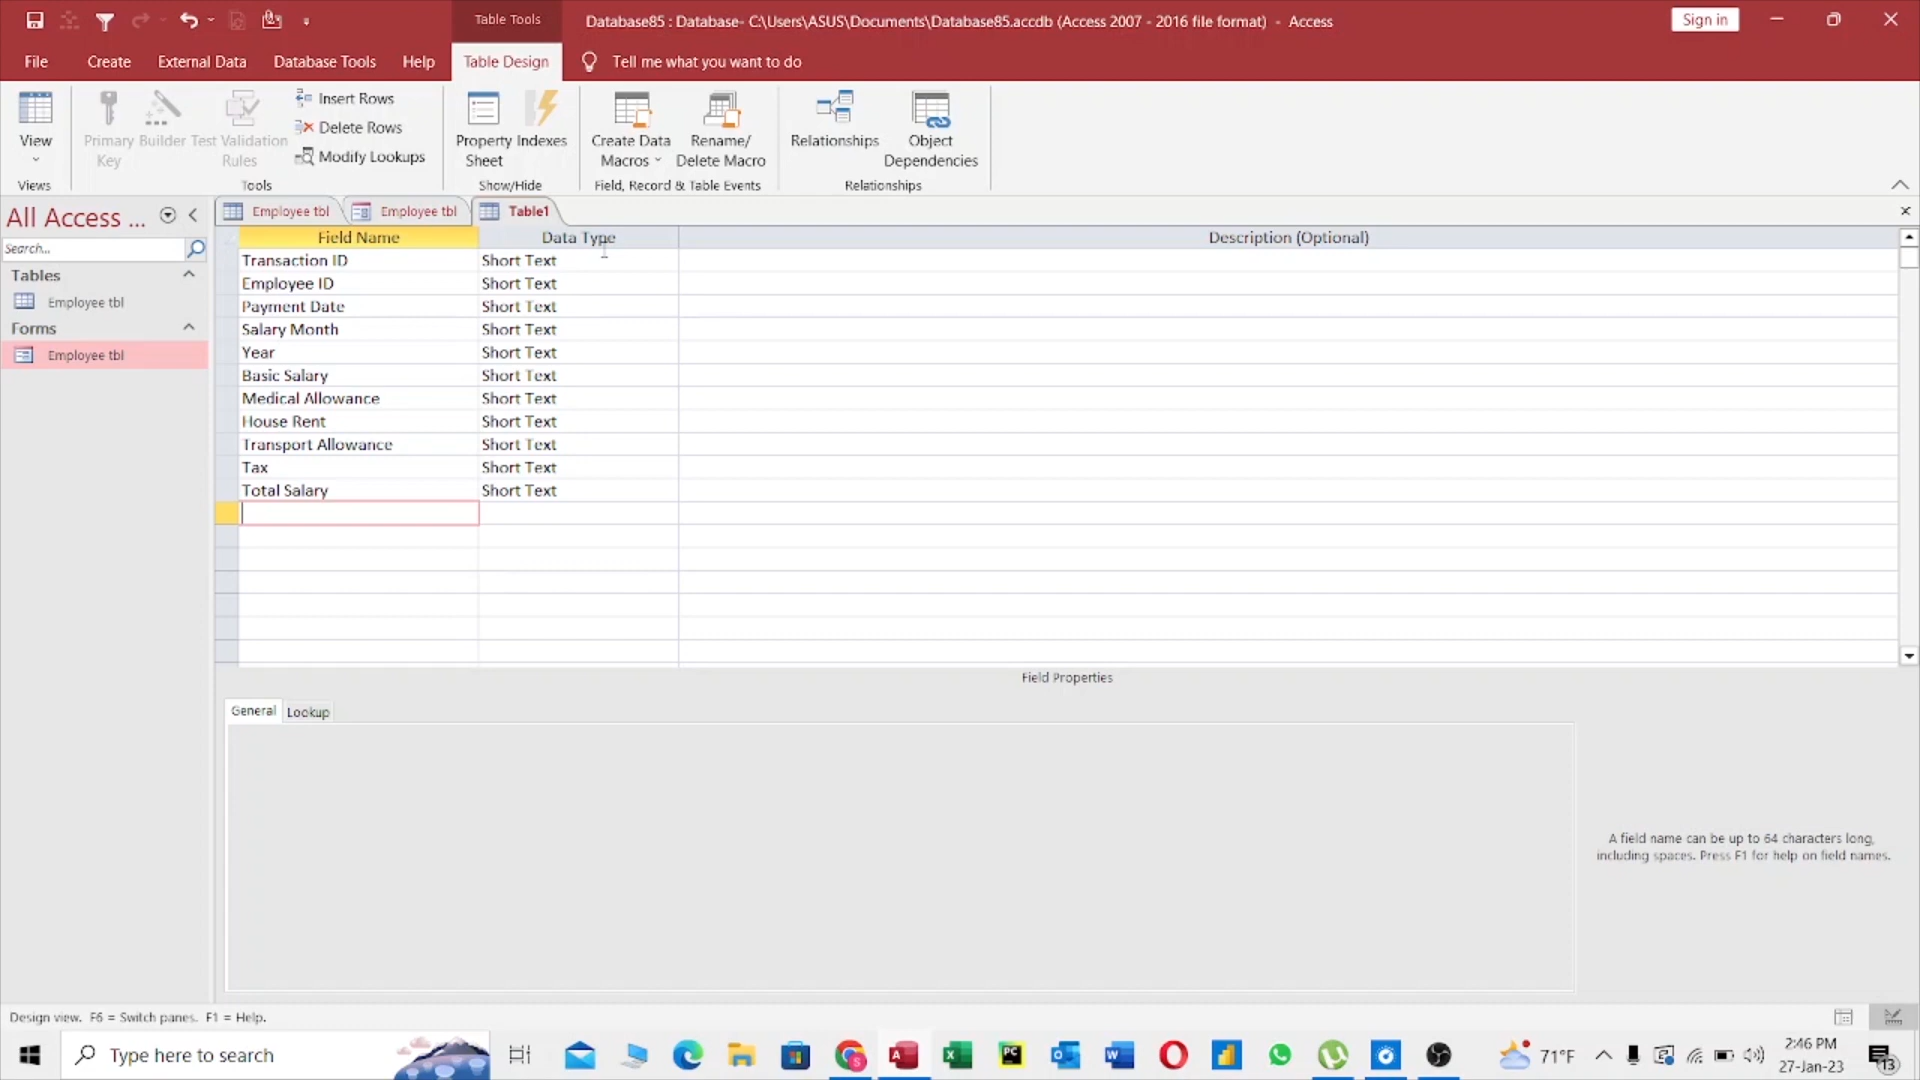 Table Tools
Database85 : Database- C:\Users\ASUS\Documents\Database85.accdb (Access 2007 - 2016 file format) - Access
Sign in
File
Create
External Data
Database Tools
Help
Table Design
Tell me what you want to do
View
Primary Key
Builder
Test Validation Rules
Insert Rows
Delete Rows
Modify Lookups
Property Sheet
Indexes
Create Data Macros
Rename/ Delete Macro
Relationships
Object Dependencies
Views
Tools
Show/Hide
Field, Record & Table Events
Relationships
All Access ...
Search...
Tables
Employee tbl
Forms
Employee tbl
Employee tbl
Employee tbl
Table1
Field Name Data Type Description (Optional)
Transaction ID Short Text
Employee ID Short Text
Payment Date Short Text
Salary Month Short Text
Year Short Text
Basic Salary Short Text
Medical Allowance Short Text
House Rent Short Text
Transport Allowance Short Text
Tax Short Text
Total Salary Short Text
Field Properties
General
Lookup
A field name can be up to 64 characters long,
including spaces. Press F1 for help on field names.
Design view. F6 = Switch panes. F1 = Help.
Type here to search
71°F
2:46 PM
27-Jan-23
13